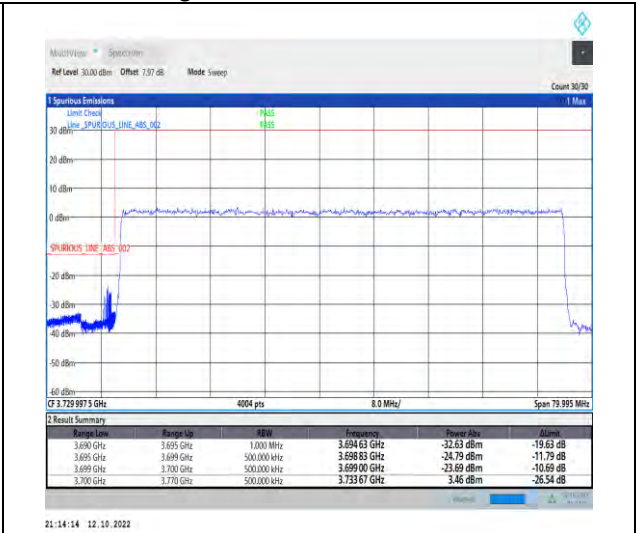 MultiView Spectrum
Ref Level 30.00 dBm Offset 7.97 dB Mode Sweep
Count 30/30
1 Spurious Emissions 1 Max
Limit Check PASS
Line _SPURIOUS_LINE_ABS_002 PASS
30 dBm
20 dBm
10 dBm
0 dBm
SPURIOUS_LINE_ABS_002
-20 dBm
-30 dBm
-40 dBm
-50 dBm
-60 dBm
CF 3.729 997 5 GHz 4004 pts 8.0 MHz/ Span 79.995 MHz
2 Result Summary
Range Low Range Up RBW Frequency Power Abs ΔLimit
3.690 GHz 3.695 GHz 1.000 MHz 3.694 63 GHz -32.63 dBm -19.63 dB
3.695 GHz 3.699 GHz 500.000 kHz 3.698 83 GHz -24.79 dBm -11.79 dB
3.699 GHz 3.700 GHz 500.000 kHz 3.699 00 GHz -23.69 dBm -10.69 dB
3.700 GHz 3.770 GHz 500.000 kHz 3.733 67 GHz 3.46 dBm -26.54 dB
21:14:14 12.10.2022